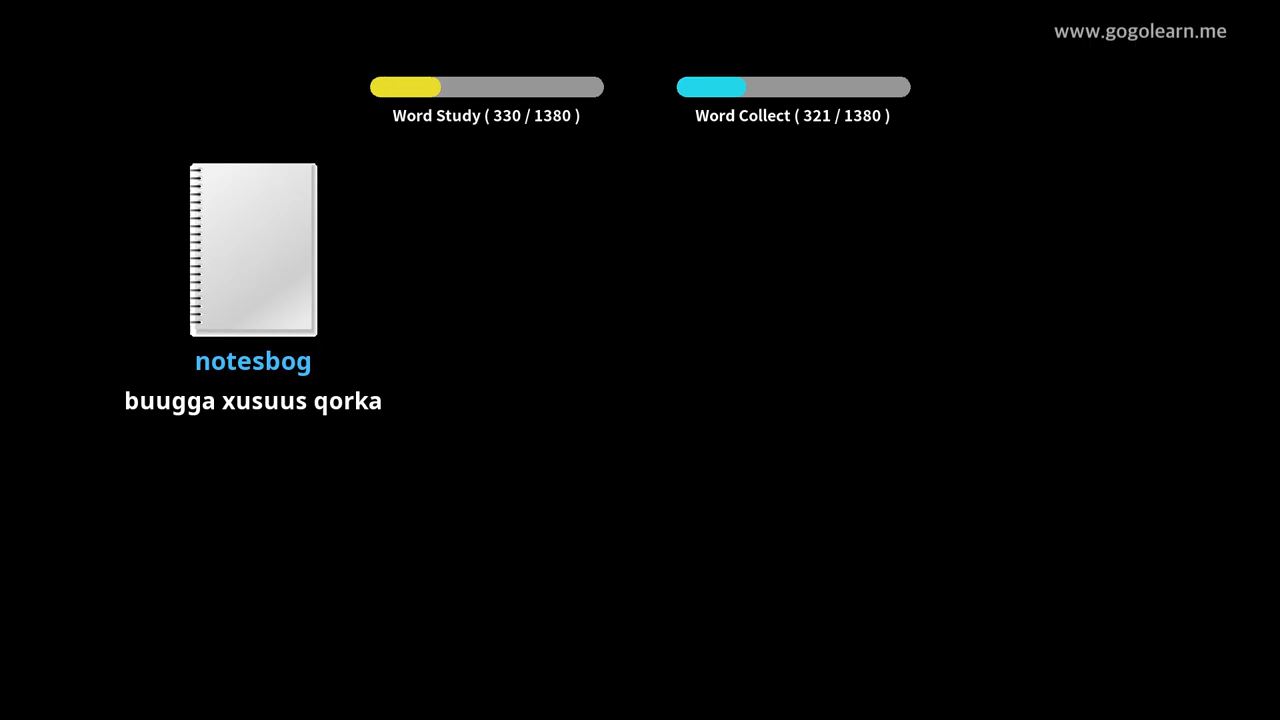 www.gogolearn.me
Word Study ( 330 / 1380 )
Word Collect ( 321 / 1380 )
notesbog
buugga xusuus qorka